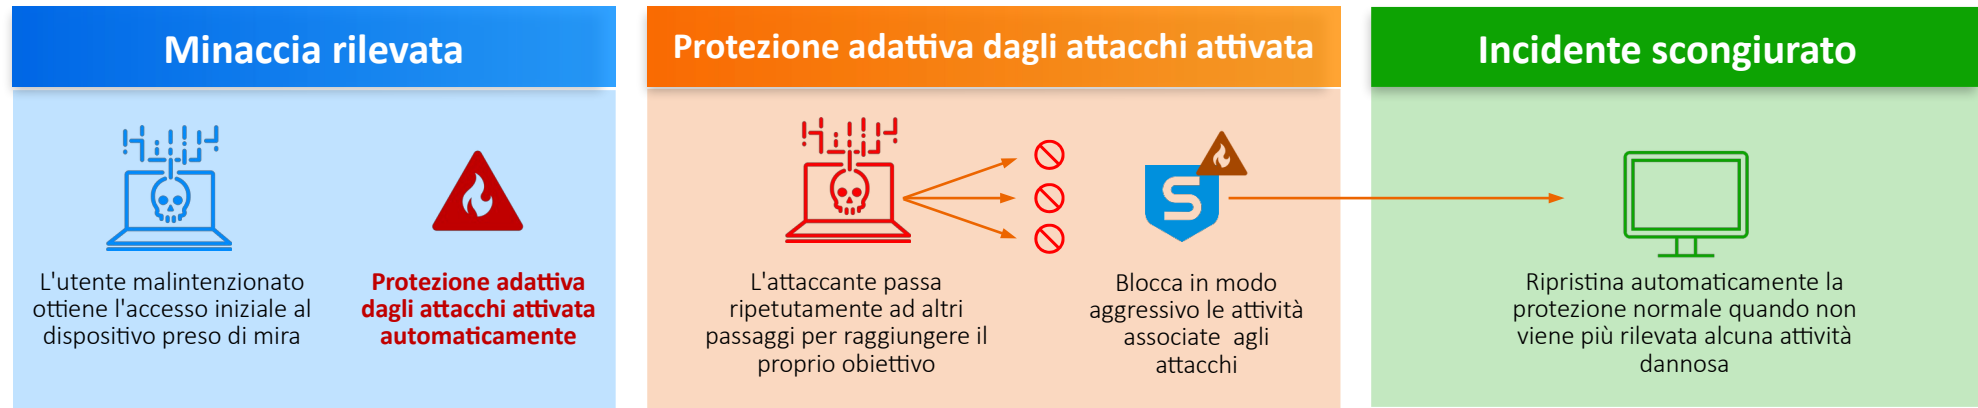 Minaccia rilevata
L'utente malintenzionato
ottiene l'accesso iniziale al
dispositivo preso di mira
Protezione adattiva
dagli attacchi attivata
automaticamente
Protezione adattiva dagli attacchi attivata
L'attaccante passa
ripetutamente ad altri
passaggi per raggiungere il
proprio obiettivo
S
Blocca in modo
aggressivo le attività
associate  agli
attacchi
Incidente scongiurato
Ripristina automaticamente la
protezione normale quando non
viene più rilevata alcuna attività
dannosa